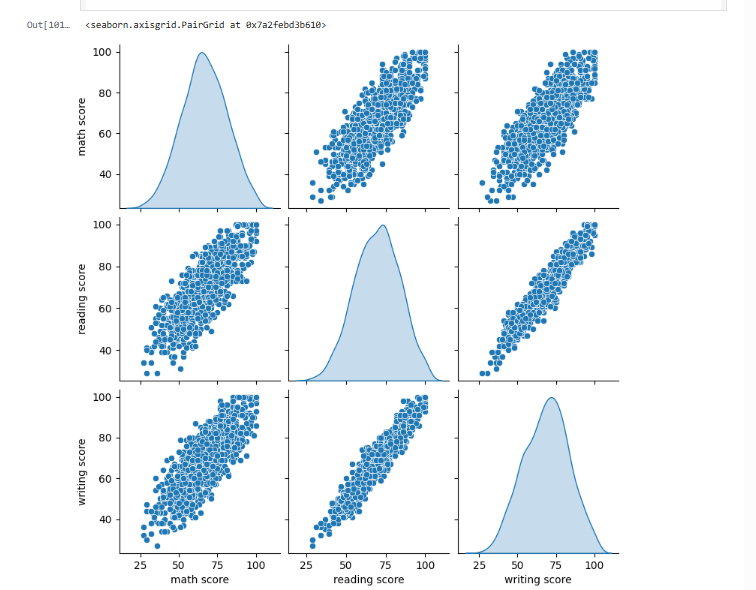 Out[101… <seaborn.axisgrid.PairGrid at 0x7a2febd3b610>
100
80
60
40
math score
100
80
60
40
reading score
100
80
60
40
writing score
25 50 75 100 25 50 75 100 25 50 75 100
math score reading score writing score